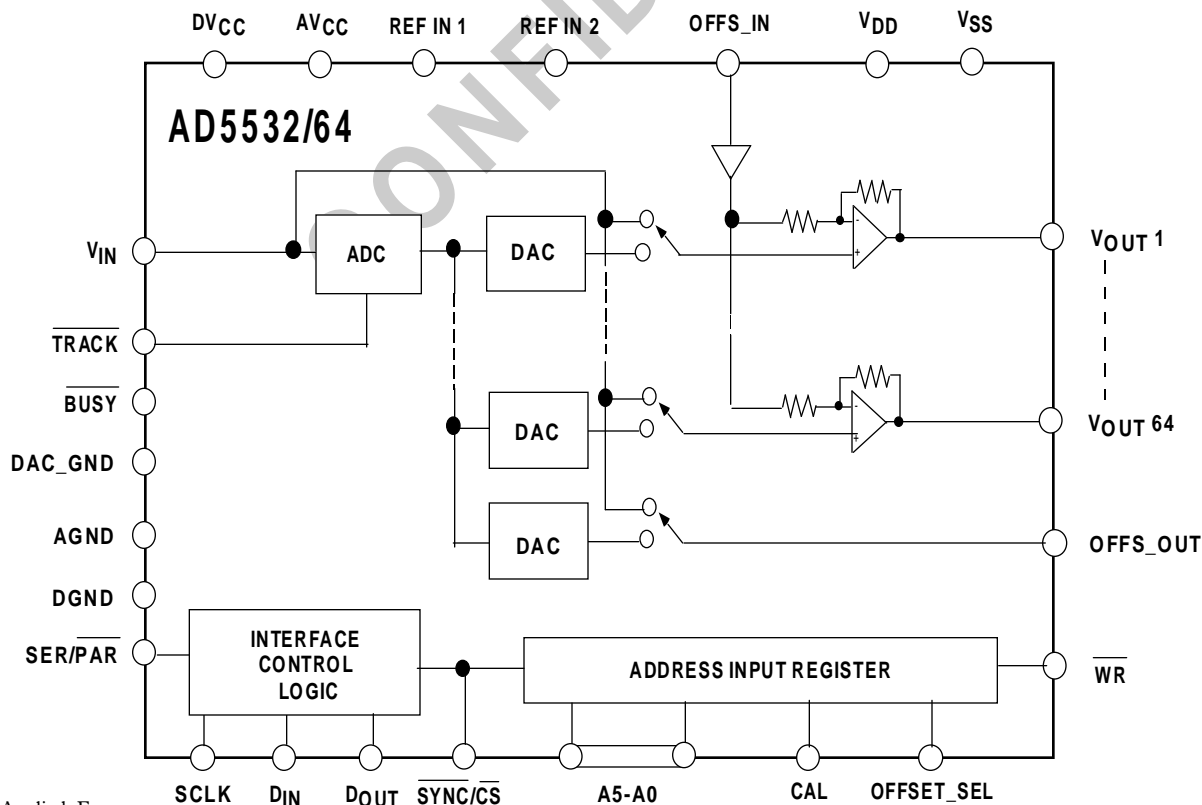 DVCC AVCC REF IN 1 REF IN 2 OFFS_IN VDD VSS
AD5532/64
CONFID
VIN
ADC
DAC
-
+
VOUT 1
TRACK
BUSY
DAC
-
+
VOUT 64
DAC_GND
AGND
DAC
OFFS_OUT
DGND
SER/PAR
INTERFACE
CONTROL
LOGIC
ADDRESS INPUT REGISTER
WR
SCLK DIN DOUT SYNC/CS A5-A0 CAL OFFSET_SEL